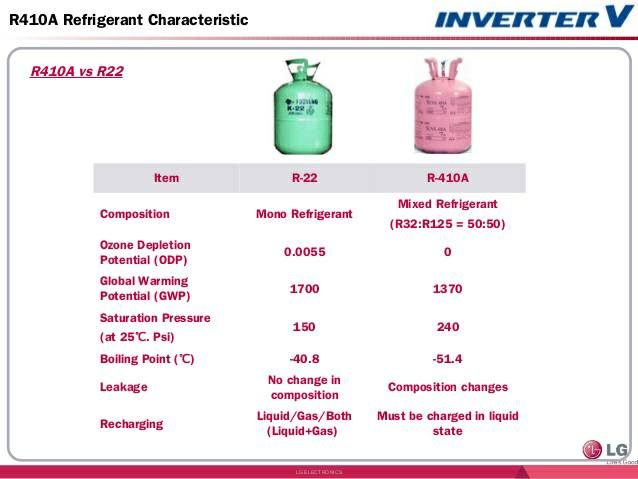 R410A Refrigerant Characteristic
INVERTER V
R410A vs R22
K-22
Item R-22 R-410A
Composition Mono Refrigerant Mixed Refrigerant
(R32:R125 = 50:50)
Ozone Depletion
Potential (ODP) 0.0055 0
Global Warming
Potential (GWP) 1700 1370
Saturation Pressure
(at 25℃. Psi) 150 240
Boiling Point (℃) -40.8 -51.4
Leakage No change in
composition Composition changes
Recharging Liquid/Gas/Both
(Liquid+Gas) Must be charged in liquid
state
LG
Life's Good
LG ELECTRONICS